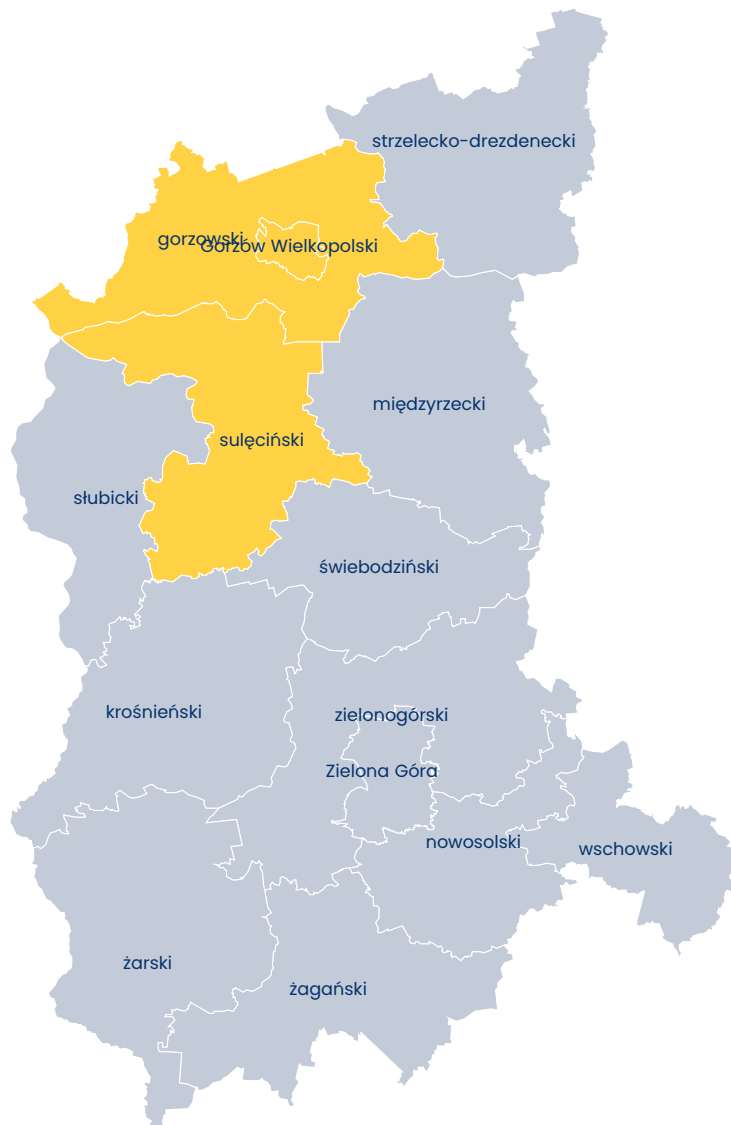 strzelecko-drezdenecki
gorzowski
Gorzów Wielkopolski
międzyrzecki
sulęciński
słubicki
świebodziński
krośnieński
zielonogórski
Zielona Góra
nowosolski
wschowski
żarski
żagański